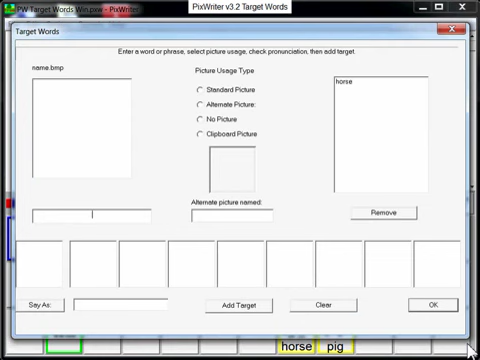 PW Target Words Win.pxw - PixWriter
PixWriter v3.2 Target Words
Target Words
Enter a word or phrase, select picture usage, check pronunciation, then add target.
name.bmp
Picture Usage Type
Standard Picture
Alternate Picture:
No Picture
Clipboard Picture
horse
Alternate picture named:
Remove
Say As:
Add Target
Clear
OK
horse
pig